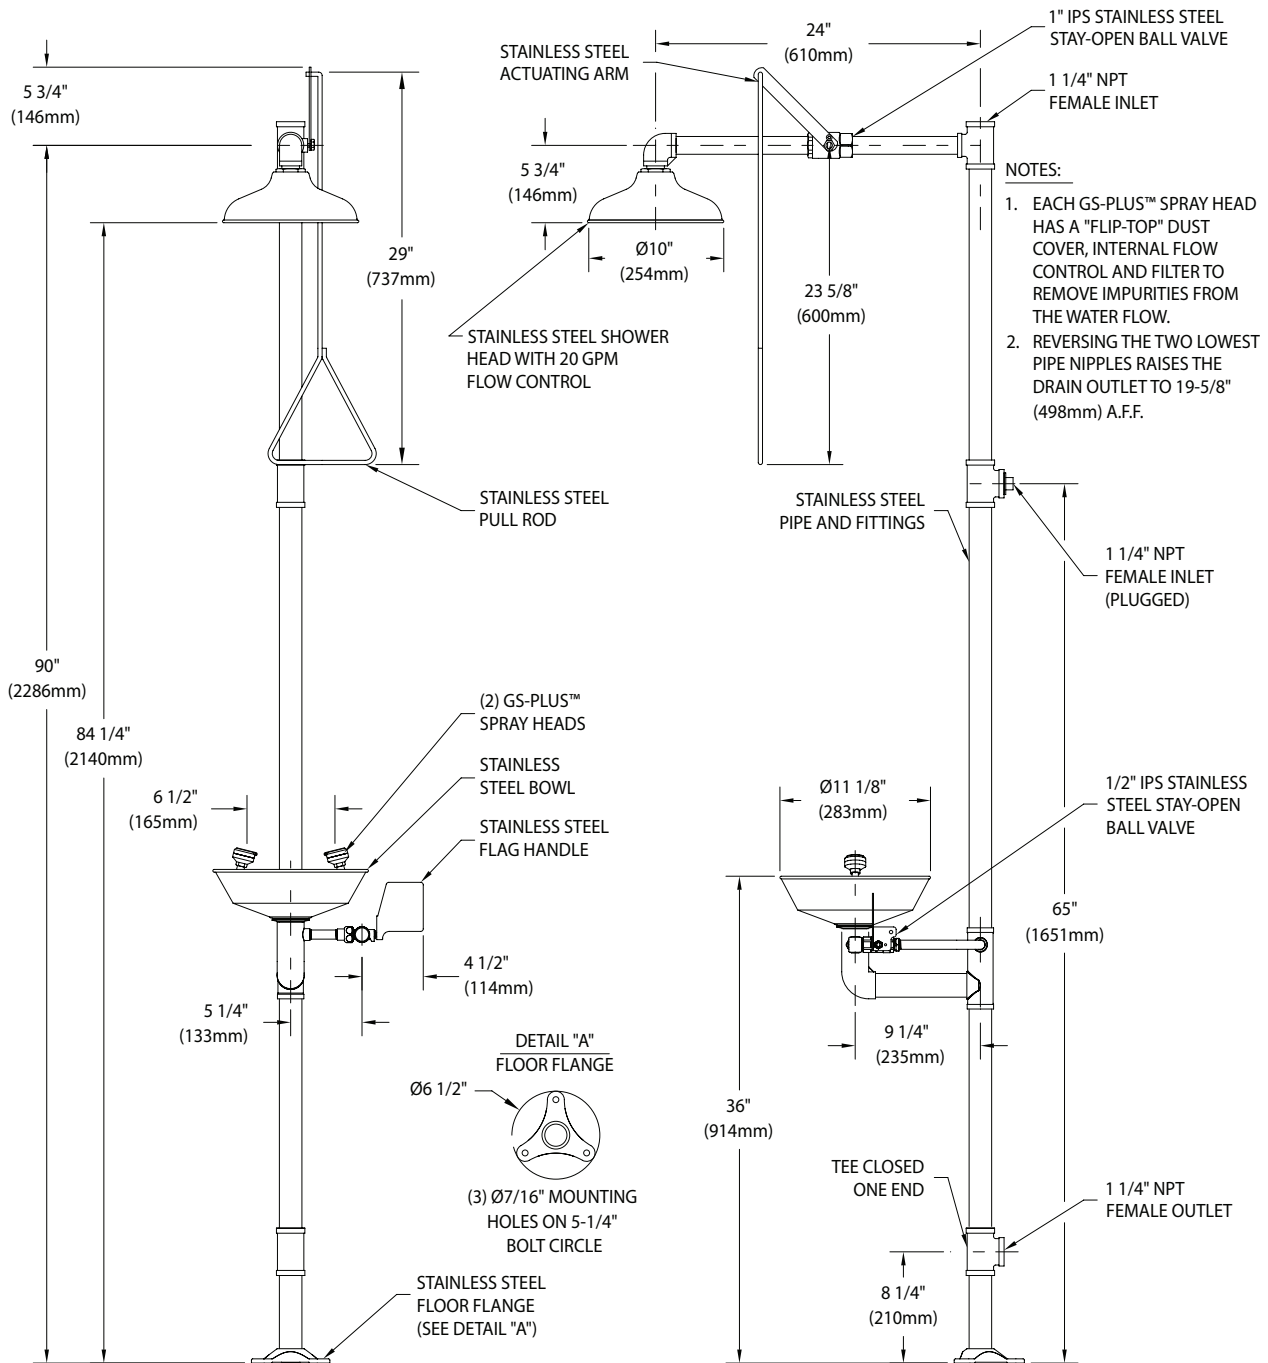 5 3/4"
(146mm)
STAINLESS STEEL
ACTUATING ARM
24"
(610mm)
1" IPS STAINLESS STEEL
STAY-OPEN BALL VALVE
1 1/4" NPT
FEMALE INLET
5 3/4"
(146mm)
NOTES:
1. EACH GS-PLUS™ SPRAY HEAD
HAS A "FLIP-TOP" DUST
COVER, INTERNAL FLOW
CONTROL AND FILTER TO
REMOVE IMPURITIES FROM
THE WATER FLOW.
2. REVERSING THE TWO LOWEST
PIPE NIPPLES RAISES THE
DRAIN OUTLET TO 19-5/8"
(498mm) A.F.F.
29"
(737mm)
Ø10"
(254mm)
23 5/8"
(600mm)
STAINLESS STEEL SHOWER
HEAD WITH 20 GPM
FLOW CONTROL
STAINLESS STEEL
PULL ROD
STAINLESS STEEL
PIPE AND FITTINGS
1 1/4" NPT
FEMALE INLET
(PLUGGED)
90"
(2286mm)
84 1/4"
(2140mm)
(2) GS-PLUS™
SPRAY HEADS
STAINLESS
STEEL BOWL
6 1/2"
(165mm)
STAINLESS STEEL
FLAG HANDLE
Ø11 1/8"
(283mm)
1/2" IPS STAINLESS
STEEL STAY-OPEN
BALL VALVE
65"
(1651mm)
4 1/2"
(114mm)
5 1/4"
(133mm)
9 1/4"
(235mm)
DETAIL "A"
FLOOR FLANGE
Ø6 1/2"
36"
(914mm)
(3) Ø7/16" MOUNTING
HOLES ON 5-1/4"
BOLT CIRCLE
TEE CLOSED
ONE END
1 1/4" NPT
FEMALE OUTLET
STAINLESS STEEL
FLOOR FLANGE
(SEE DETAIL "A")
8 1/4"
(210mm)